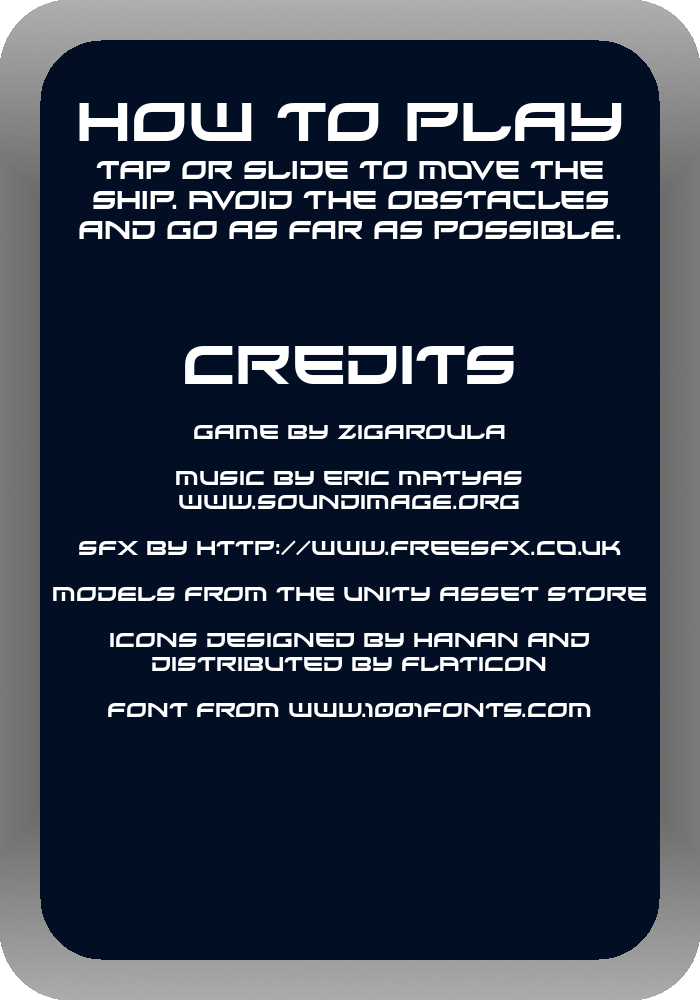 HOW TO PLAY
TAP OR SLIDE TO MOVE THE
SHIP. AVOID THE OBSTACLES
AND GO AS FAR AS POSSIBLE.
CREDITS
GAME BY ZIGAROULA
MUSIC BY ERIC MATYAS
WWW.SOUNDIMAGE.ORG
SFX BY HTTP://WWW.FREESFX.CO.UK
MODELS FROM THE UNITY ASSET STORE
ICONS DESIGNED BY HANAN AND
DISTRIBUTED BY FLATICON
FONT FROM WWW.1001FONTS.COM